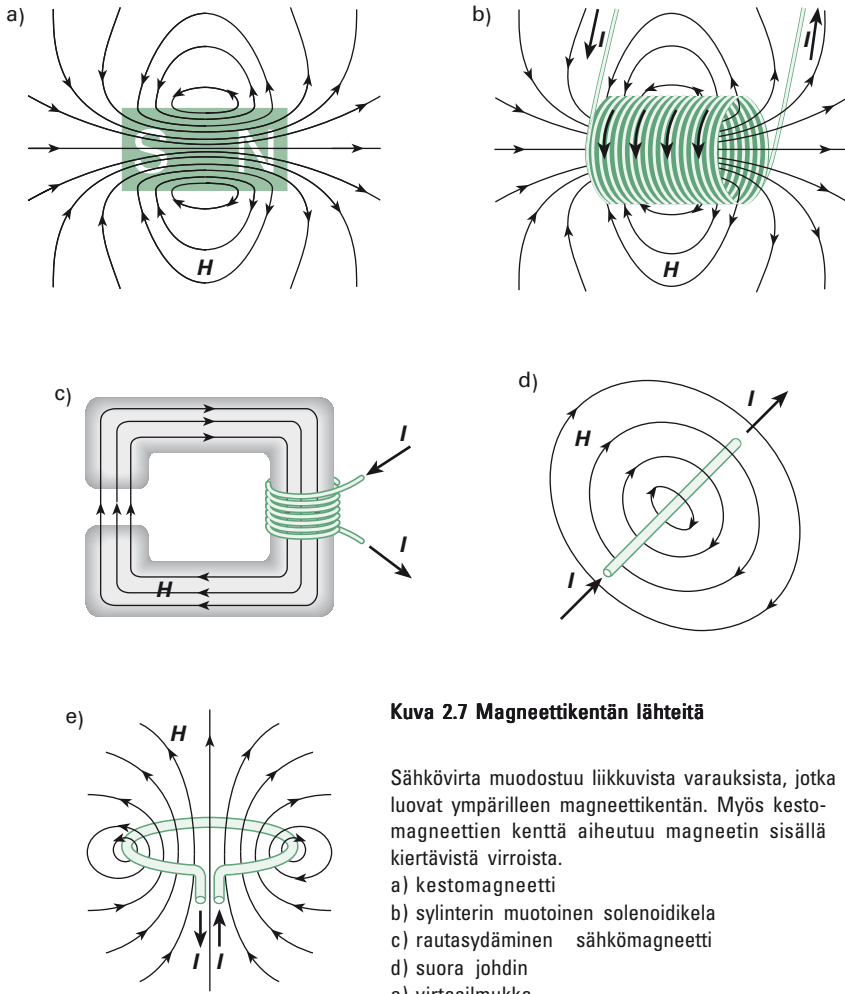 a)
b)
I
I
S N
H
H
c)
d)
I
I
H
I
H
I
e)
H
I I
Kuva 2.7 Magneettikentän lähteitä
Sähkövirta muodostuu liikkuvista varauksista, jotka
luovat ympärilleen magneettikentän. Myös kesto-
magneettien kenttä aiheutuu magneetin sisällä
kiertävistä virroista.
a) kestomagneetti
b) sylinterin muotoinen solenoidikela
c) rautasydäminen sähkömagneetti
d) suora johdin
e) virtasilmukka